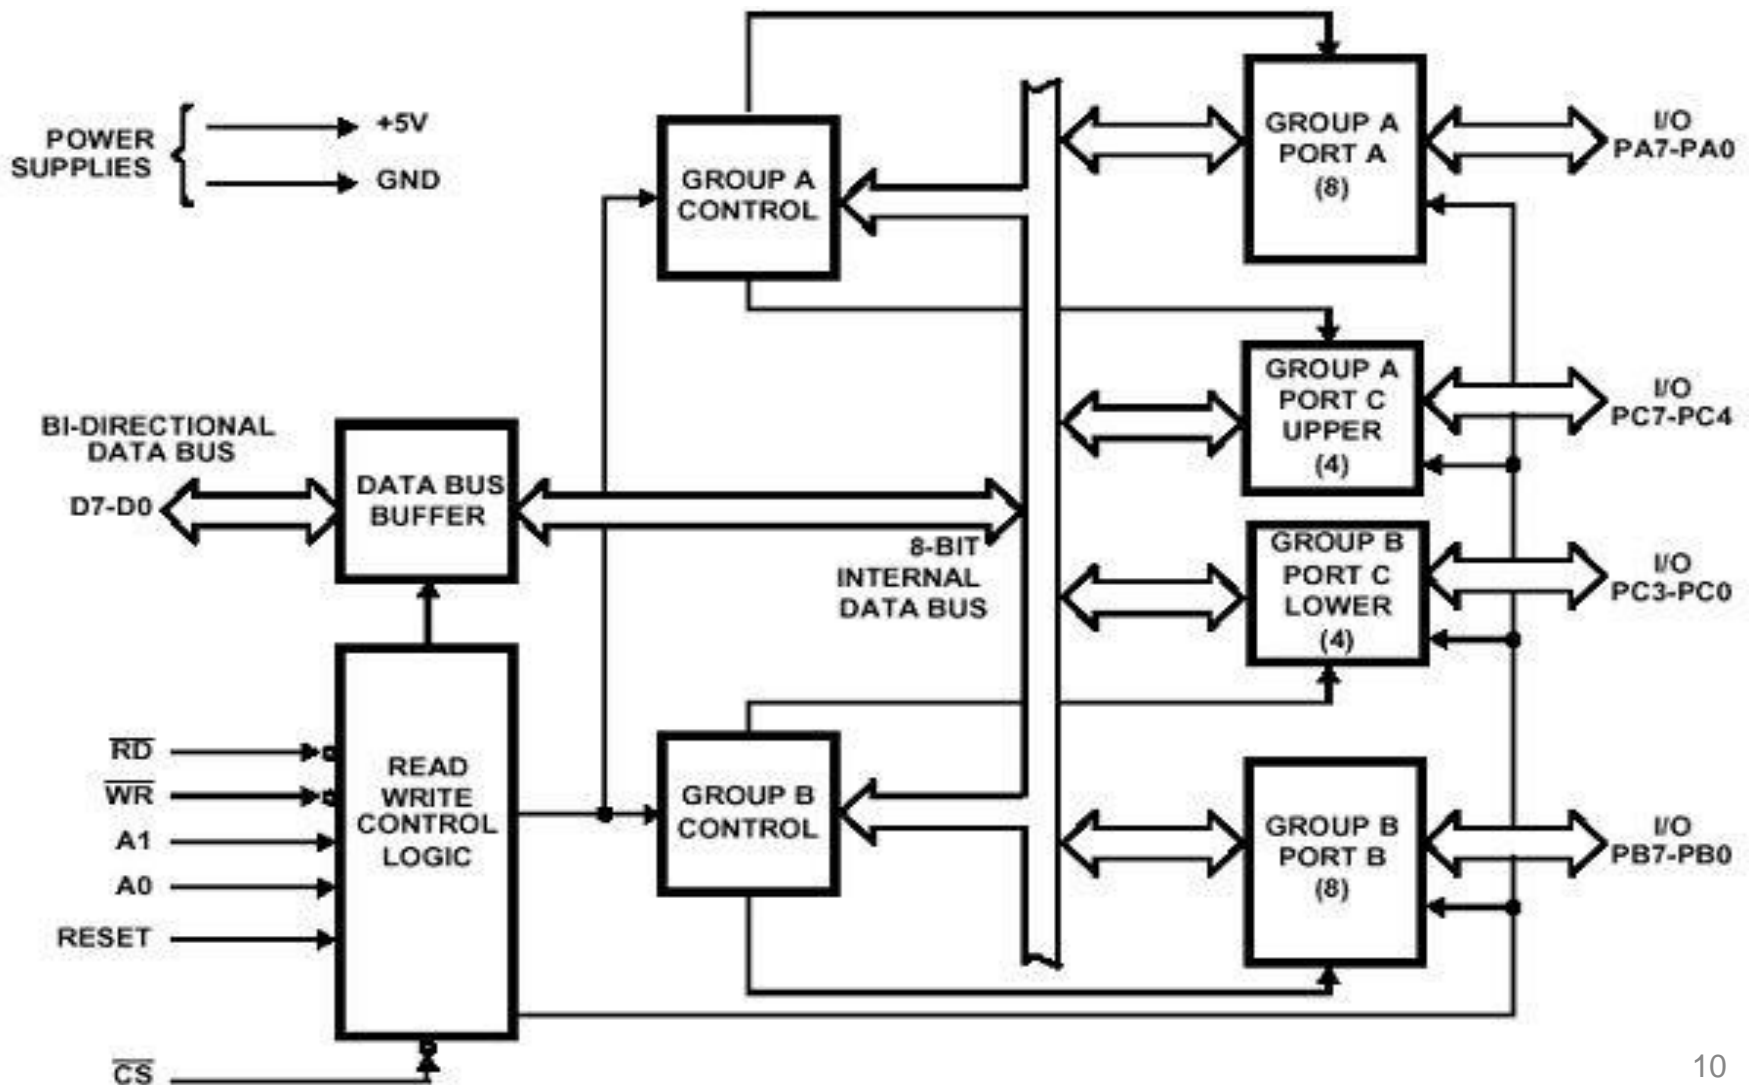 POWER
SUPPLIES
+5V
GND
GROUP A
CONTROL
GROUP A
PORT A
(8)
I/O
PA7-PA0
GROUP A
PORT C
UPPER
(4)
I/O
PC7-PC4
BI-DIRECTIONAL
DATA BUS
D7-D0
DATA BUS
BUFFER
8-BIT
INTERNAL
DATA BUS
GROUP B
PORT C
LOWER
(4)
I/O
PC3-PC0
RD
WR
A1
A0
RESET
CS
READ
WRITE
CONTROL
LOGIC
GROUP B
CONTROL
GROUP B
PORT B
(8)
I/O
PB7-PB0
10